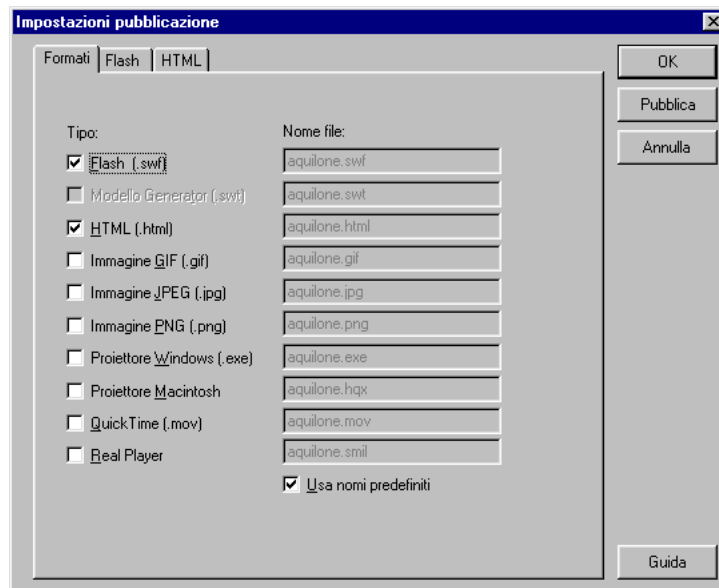 Impostazioni pubblicazione
Formati Flash HTML
OK
Pubblica
Annulla
Tipo: Nome file:
Flash (.swf) aquilone.swf
Modello Generator (.swt) aquilone.swt
HTML (.html) aquilone.html
Immagine GIF (.gif) aquilone.gif
Immagine JPEG (.jpg) aquilone.jpg
Immagine PNG (.png) aquilone.png
Proiettore Windows (.exe) aquilone.exe
Proiettore Macintosh aquilone.hqx
QuickTime (.mov) aquilone.mov
Real Player aquilone.smil
Usa nomi predefiniti
Guida